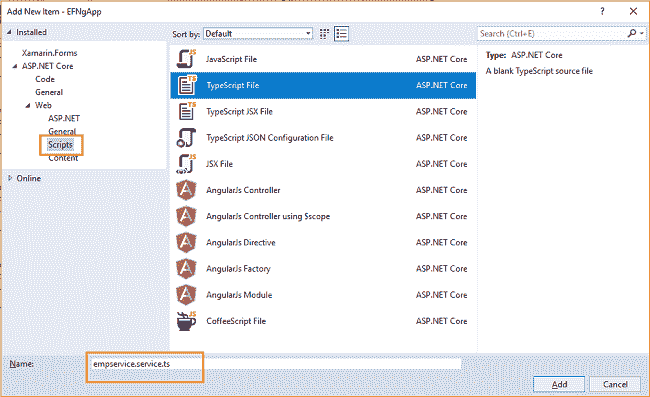 Add New Item - EFNgApp
?
Installed
Xamarin.Forms
ASP.NET Core
Code
General
Web
ASP.NET
General
Scripts
Content
Online
Sort by: Default
JavaScript File ASP.NET Core
TypeScript File ASP.NET Core
TypeScript JSX File ASP.NET Core
TypeScript JSON Configuration File ASP.NET Core
JSX File ASP.NET Core
AngularJs Controller ASP.NET Core
AngularJs Controller using $scope ASP.NET Core
AngularJs Directive ASP.NET Core
AngularJs Factory ASP.NET Core
AngularJs Module ASP.NET Core
CoffeeScript File ASP.NET Core
Search (Ctrl+E)
Type: ASP.NET Core
A blank TypeScript source file
Name: empservice.service.ts
Add Cancel